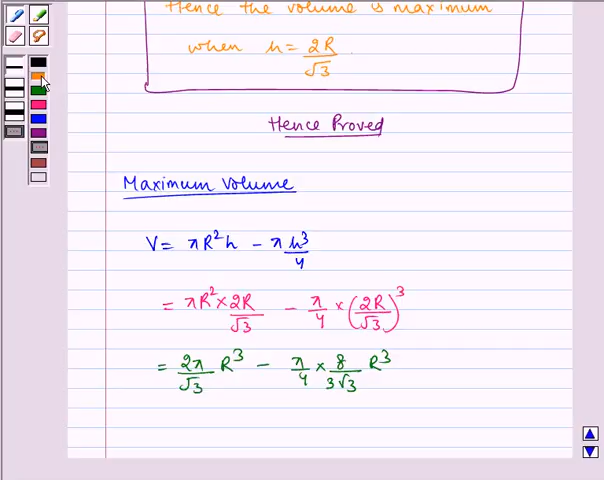 Hence the volume is maximum
when h = 2R/√3.
Hence Proved
Maximum Volume
V = πR²h − πh³/4
= πR² × 2R/√3 − π/4 × (2R/√3)³
= 2π/√3 R³ − π/4 × 8/3√3 R³